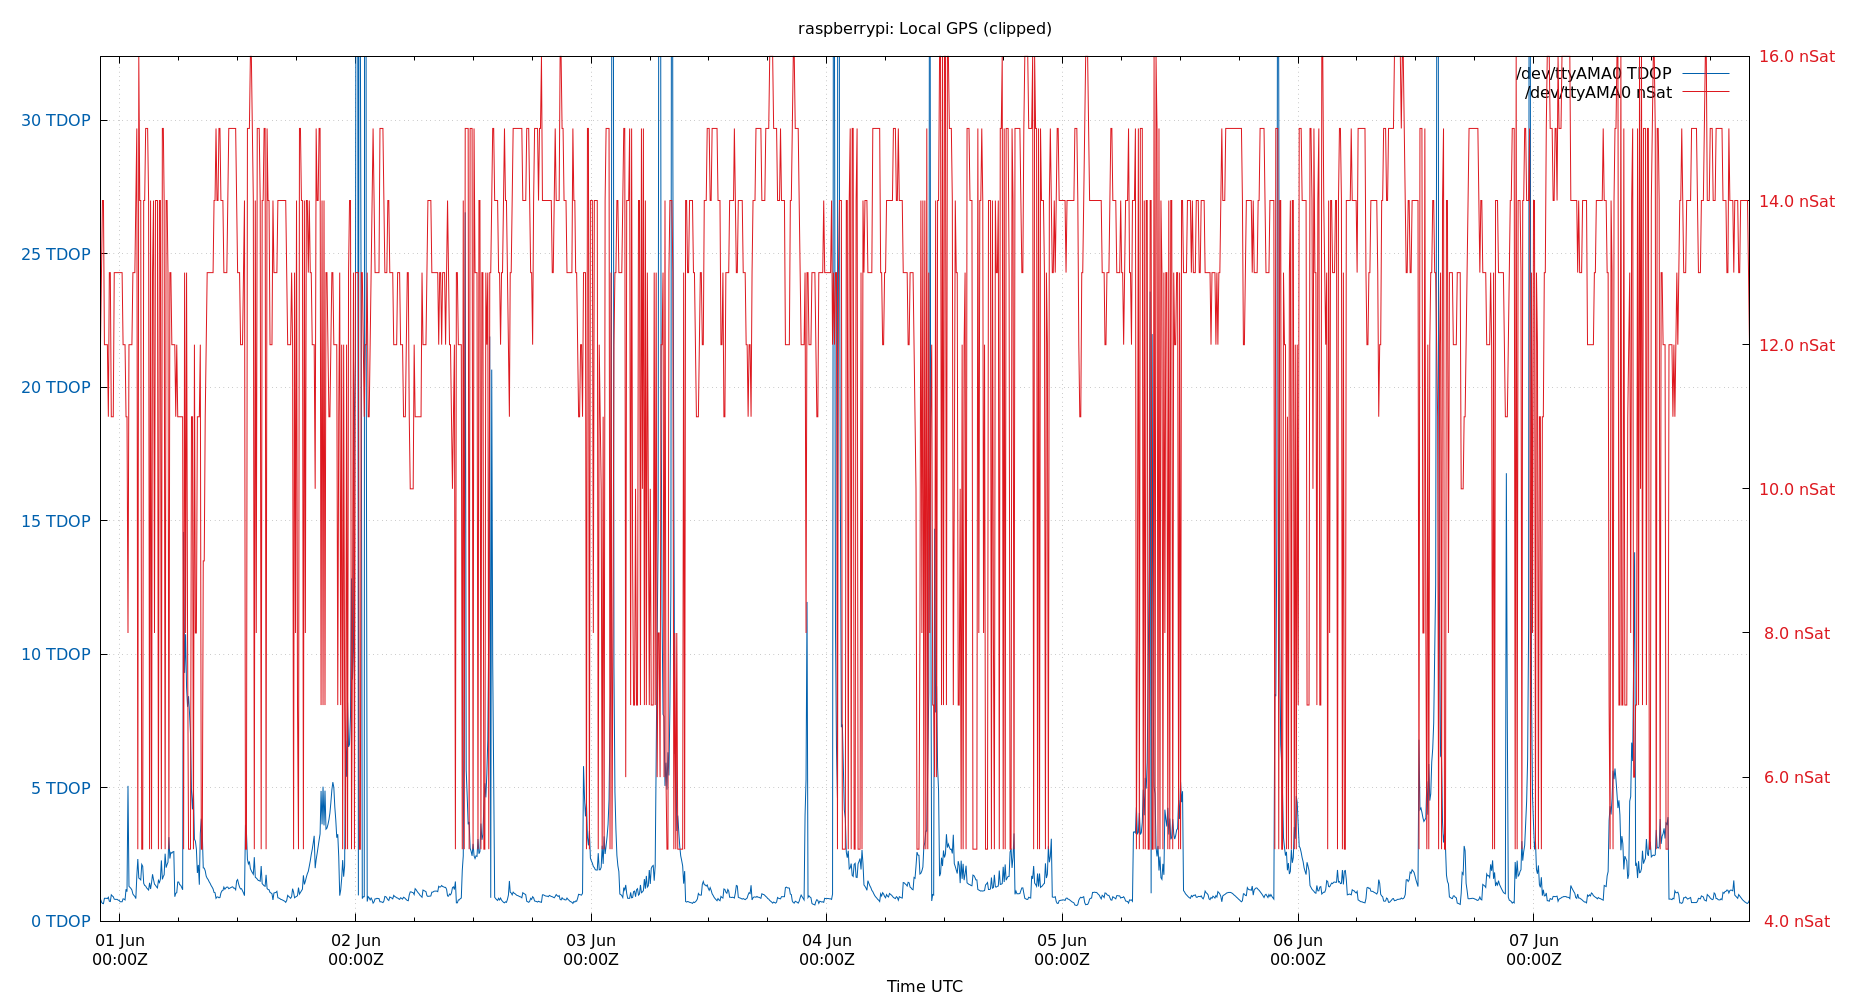 raspberrypi: Local GPS (clipped)
16.0 nSat
/dev/ttyAMA0 TDOP
/dev/ttyAMA0 nSat
30 TDOP
14.0 nSat
25 TDOP
12.0 nSat
20 TDOP
10.0 nSat
15 TDOP
8.0 nSat
10 TDOP
6.0 nSat
5 TDOP
0 TDOP
4.0 nSat
01 Jun 02 Jun 03 Jun 04 Jun 05 Jun 06 Jun 07 Jun
00:00Z 00:00Z 00:00Z 00:00Z 00:00Z 00:00Z 00:00Z
Time UTC